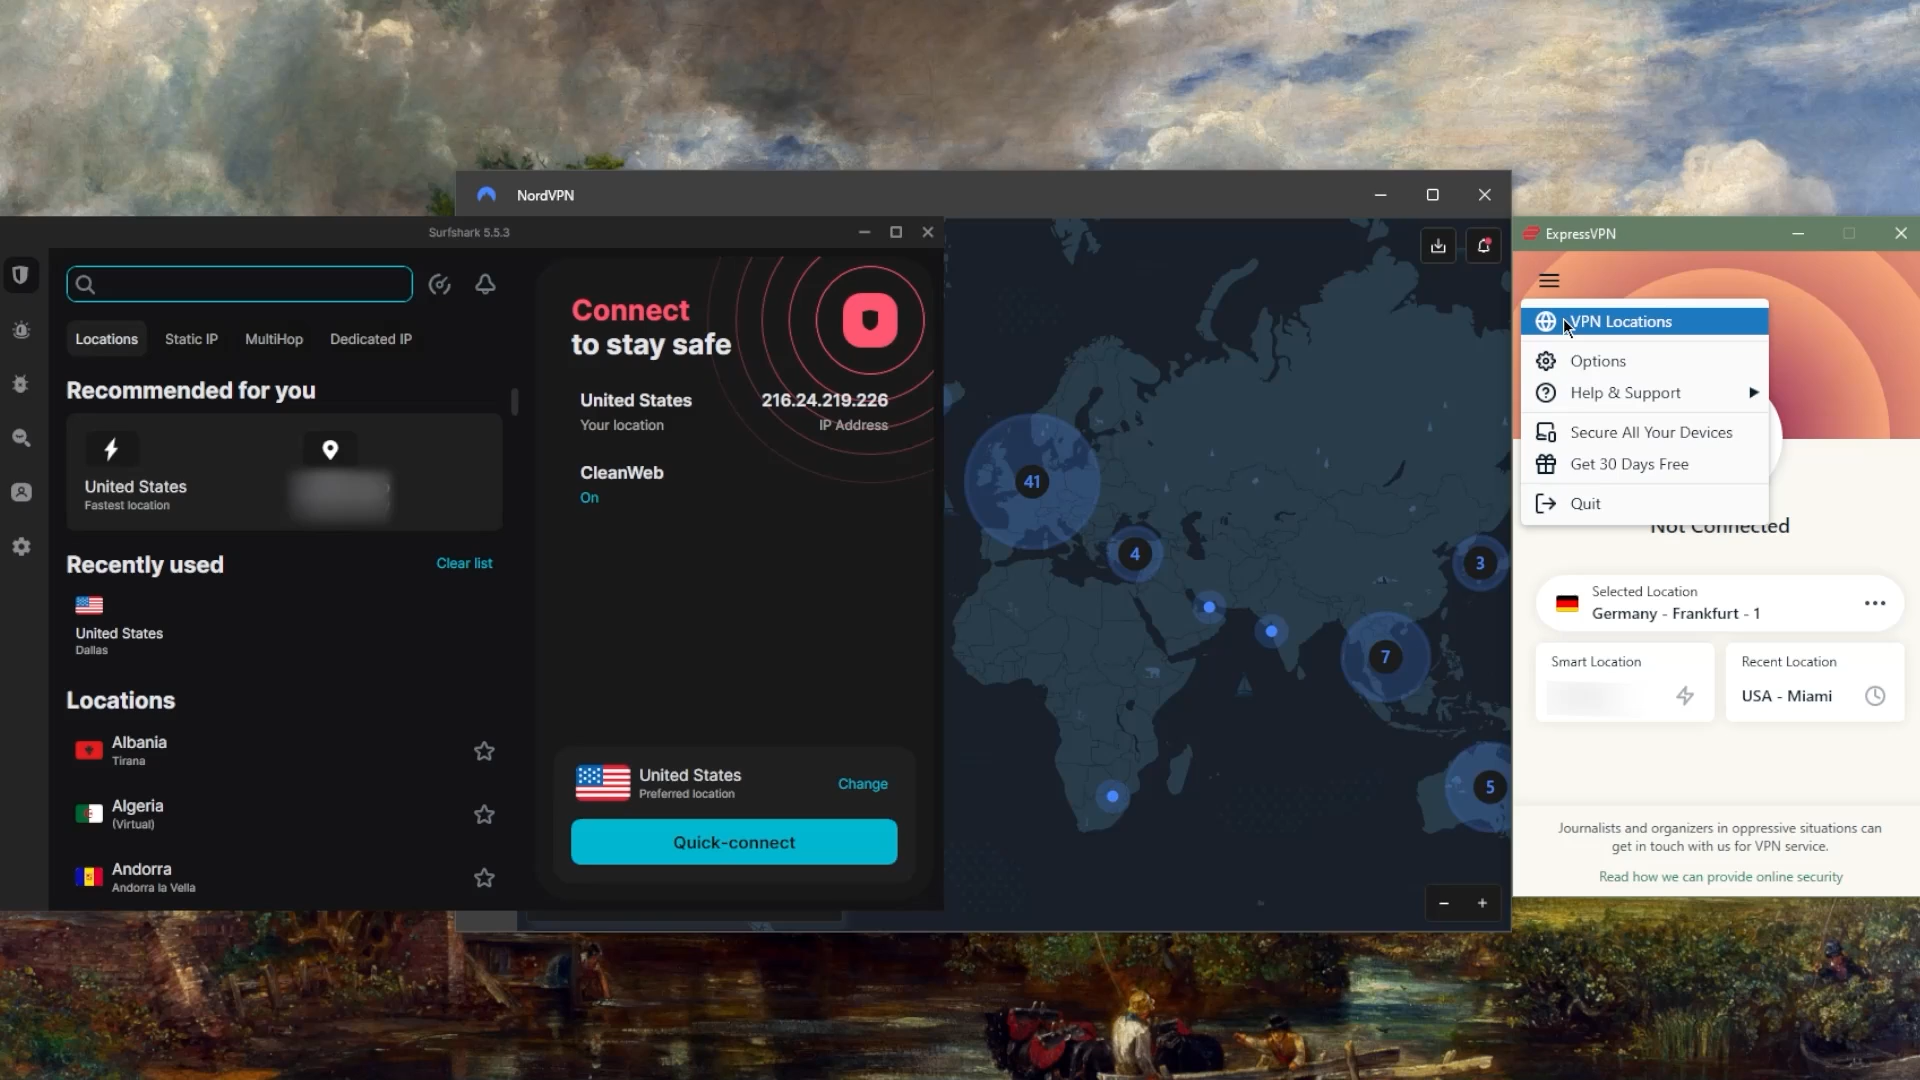 NordVPN
Surfshark 5.5.3
Locations
Static IP
MultiHop
Dedicated IP
Recommended for you
United States
Fastest location
Recently used
Clear list
United States
Dallas
Locations
Albania
Tirana
Algeria
(Virtual)
Andorra
Andorra la Vella
Connect
to stay safe
United States
216.24.219.226
Your location
IP Address
CleanWeb
On
United States
Preferred location
Change
Quick-connect
41
4
3
7
5
ExpressVPN
VPN Locations
Options
Help & Support
Secure All Your Devices
Get 30 Days Free
Quit
Not Connected
Selected Location
Germany - Frankfurt - 1
Smart Location
Recent Location
USA - Miami
Journalists and organizers in oppressive situations can
get in touch with us for VPN service.
Read how we can provide online security